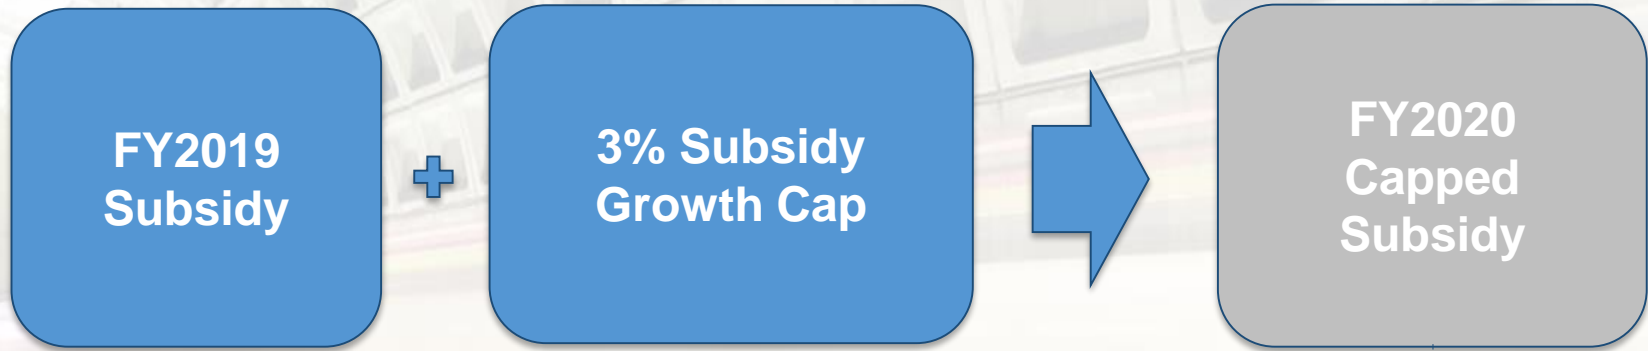 FY2019
Subsidy
3% Subsidy
Growth Cap
FY2020
Capped
Subsidy